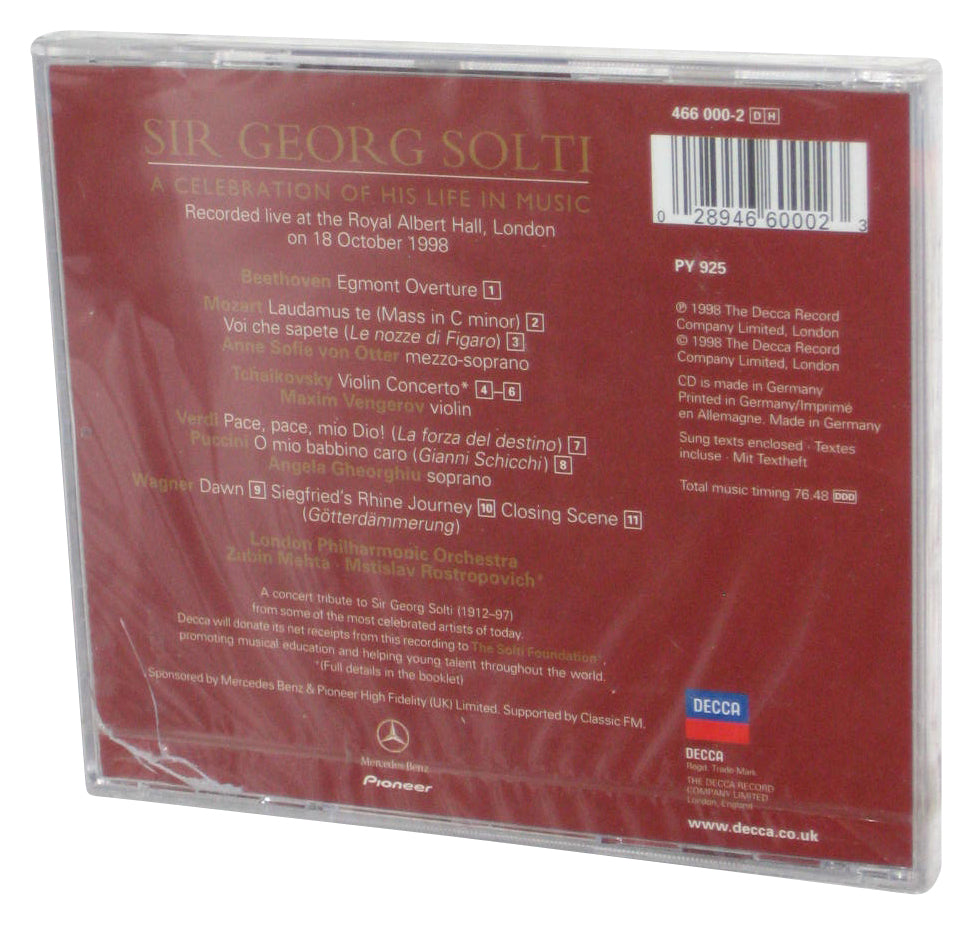 SIR GEORG SOLTI
A CELEBRATION OF HIS LIFE IN MUSIC
Recorded live at the Royal Albert Hall, London
on 18 October 1998
Beethoven Egmont Overture 1
Mozart Laudamus te (Mass in C minor) 2
Voi che sapete (Le nozze di Figaro) 3
Anne Sofie von Otter mezzo-soprano
Tchaikovsky Violin Concerto* 4–6
Maxim Vengerov violin
Verdi Pace, pace, mio Dio! (La forza del destino) 7
Puccini O mio babbino caro (Gianni Schicchi) 8
Angela Gheorghiu soprano
Wagner Dawn 9 Siegfried's Rhine Journey 10 Closing Scene 11
(Götterdämmerung)
London Philharmonic Orchestra
Zubin Mehta · Mstislav Rostropovich*
A concert tribute to Sir Georg Solti (1912–97)
from some of the most celebrated artists of today.
Decca will donate its net receipts from this recording to The Solti Foundation*
promoting musical education and helping young talent throughout the world.
*(Full details in the booklet)
Sponsored by Mercedes Benz & Pioneer High Fidelity (UK) Limited. Supported by Classic FM.
Mercedes Benz
Pioneer
466 000-2 DH
0 28946 60002 3
PY 925
℗ 1998 The Decca Record
Company Limited, London
© 1998 The Decca Record
Company Limited, London
CD is made in Germany
Printed in Germany/Imprimé
en Allemagne. Made in Germany
Sung texts enclosed · Textes
incluse · Mit Textheft
Total music timing 76.48 DDD
DECCA
DECCA
Regd. Trade Mark
THE DECCA RECORD
COMPANY LIMITED
London, England
www.decca.co.uk